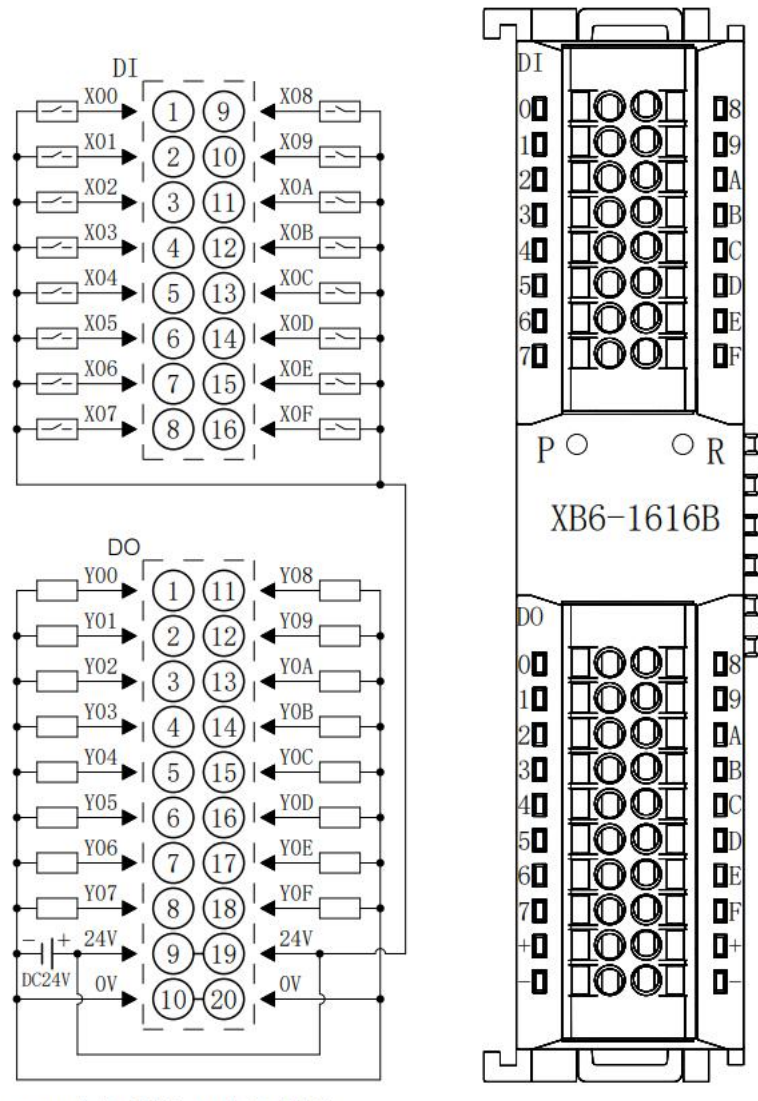 DI
X00 1 9 X08
X01 2 10 X09
X02 3 11 X0A
X03 4 12 X0B
X04 5 13 X0C
X05 6 14 X0D
X06 7 15 X0E
X07 8 16 X0F
DO
Y00 1 11 Y08
Y01 2 12 Y09
Y02 3 13 Y0A
Y03 4 14 Y0B
Y04 5 15 Y0C
Y05 6 16 Y0D
Y06 7 17 Y0E
Y07 8 18 Y0F
- + 24V 9 19 24V
DC24V 0V 10 20 0V
DI
0 8
1 9
2 A
3 B
4 C
5 D
6 E
7 F
P R
XB6-1616B
DO
0 8
1 9
2 A
3 B
4 C
5 D
6 E
7 F
+ +
- -